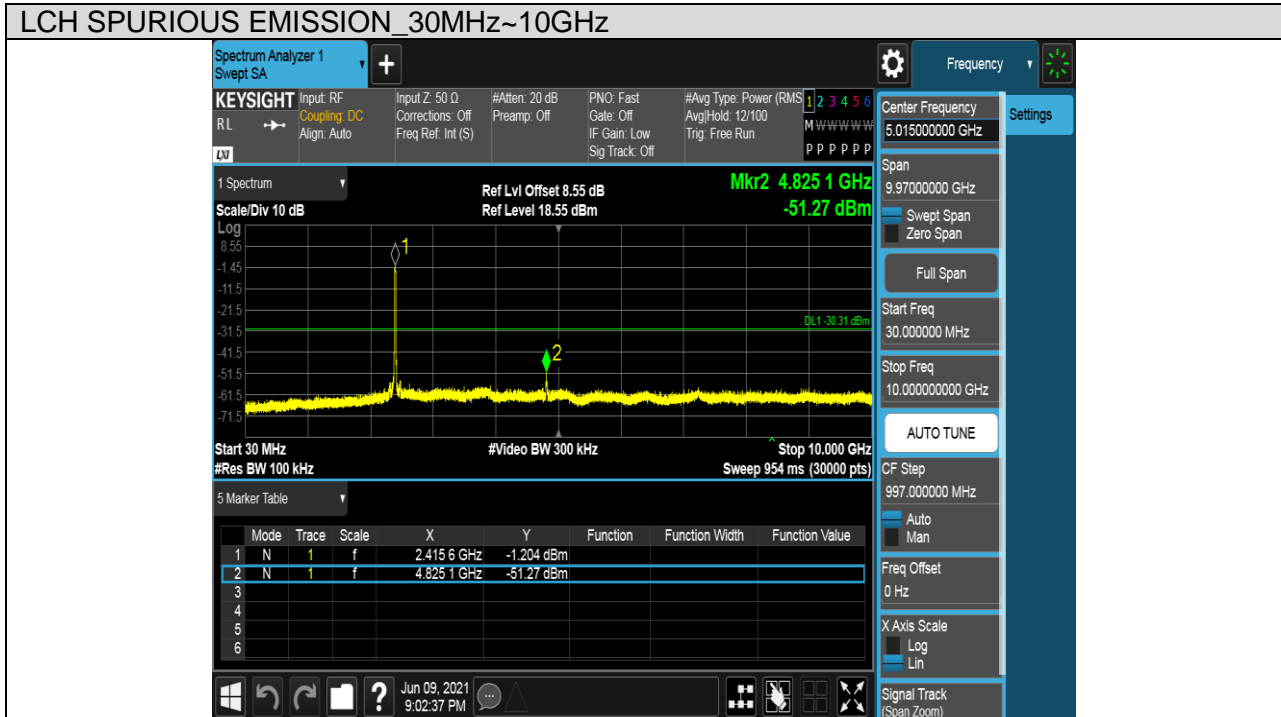 LCH SPURIOUS EMISSION_30MHz~10GHz
Spectrum Analyzer 1
Swept SA
+
Frequency
KEYSIGHT
RL
LXI
Input: RF
Coupling: DC
Align: Auto
Input Z: 50 Ω
Corrections: Off
Freq Ref: Int (S)
#Atten: 20 dB
Preamp: Off
PNO: Fast
Gate: Off
IF Gain: Low
Sig Track: Off
#Avg Type: Power (RMS
Avg|Hold: 12/100
Trig: Free Run
1 2 3 4 5 6
M W W W W W
P P P P P P
1 Spectrum
Scale/Div 10 dB
Ref Lvl Offset 8.55 dB
Ref Level 18.55 dBm
Mkr2 4.825 1 GHz
-51.27 dBm
Log
8.55
-1.45
-11.5
-21.5
-31.5
-41.5
-51.5
-61.5
-71.5
1
2
DL1 -30.31 dBm
Start 30 MHz
#Video BW 300 kHz
Stop 10.000 GHz
#Res BW 100 kHz
Sweep 954 ms (30000 pts)
5 Marker Table
Mode Trace Scale X Y Function Function Width Function Value
1 N 1 f 2.415 6 GHz -1.204 dBm
2 N 1 f 4.825 1 GHz -51.27 dBm
3
4
5
6
?
Jun 09, 2021
9:02:37 PM
Center Frequency
5.015000000 GHz
Settings
Span
9.97000000 GHz
Swept Span
Zero Span
Full Span
Start Freq
30.000000 MHz
Stop Freq
10.000000000 GHz
AUTO TUNE
CF Step
997.000000 MHz
Auto
Man
Freq Offset
0 Hz
X Axis Scale
Log
Lin
Signal Track
(Span Zoom)